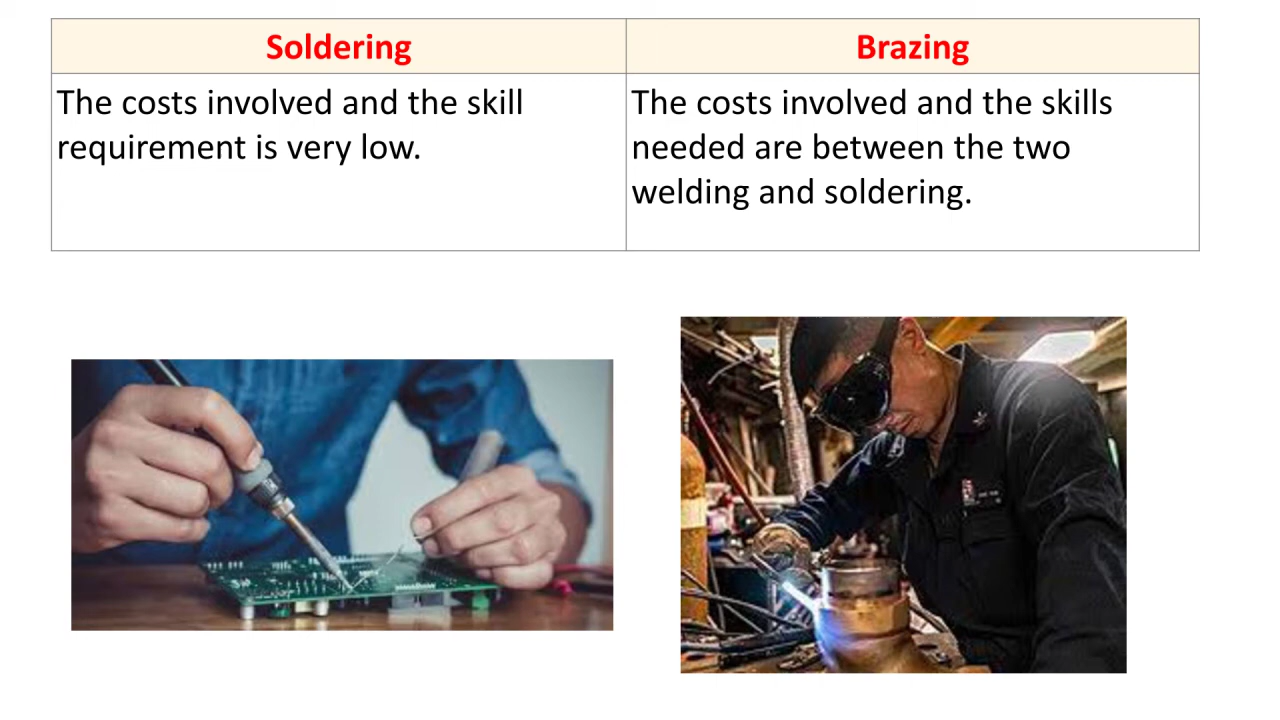 Soldering
Brazing
The costs involved and the skill
requirement is very low.
The costs involved and the skills
needed are between the two
welding and soldering.